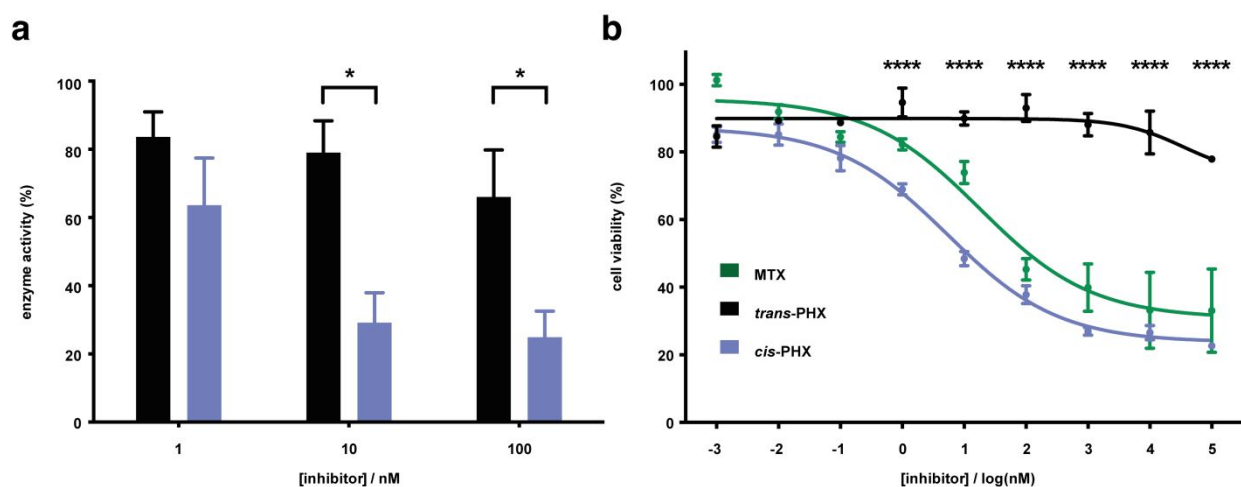 a
enzyme activity (%)
100
80
60
40
20
0
*
*
1
10
100
[inhibitor] / nM
b
cell viability (%)
100
80
60
40
20
0
**** **** **** **** **** ****
MTX
trans-PHX
cis-PHX
-3 -2 -1 0 1 2 3 4 5
[inhibitor] / log(nM)